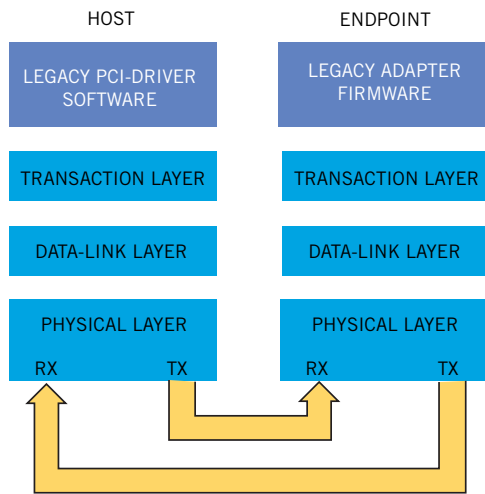 HOST
ENDPOINT
LEGACY PCI-DRIVER
SOFTWARE
LEGACY ADAPTER
FIRMWARE
TRANSACTION LAYER
TRANSACTION LAYER
DATA-LINK LAYER
DATA-LINK LAYER
PHYSICAL LAYER
PHYSICAL LAYER
RX
TX
RX
TX